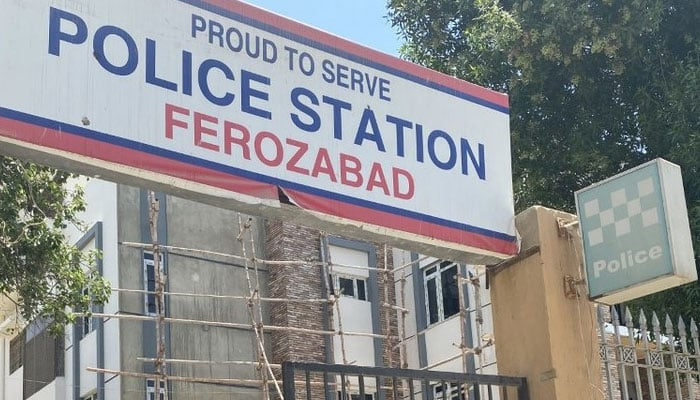 PROUD TO SERVE
POLICE STATION
FEROZABAD
Police